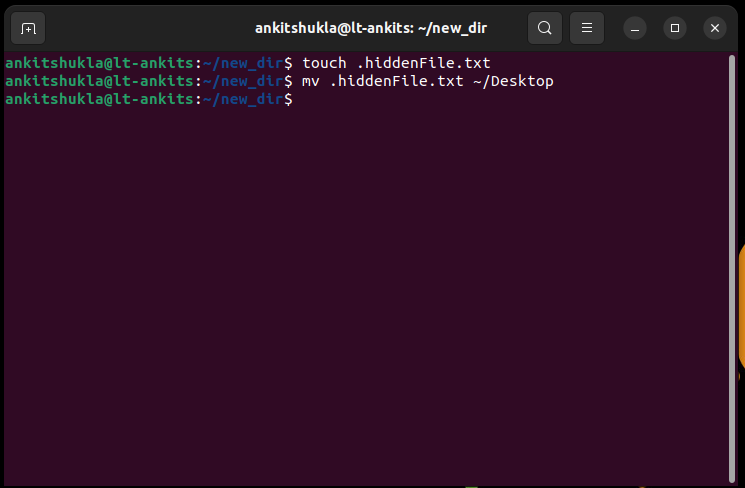 ankitshukla@lt-ankits: ~/new_dir
ankitshukla@lt-ankits:~/new_dir$ touch .hiddenFile.txt
ankitshukla@lt-ankits:~/new_dir$ mv .hiddenFile.txt ~/Desktop
ankitshukla@lt-ankits:~/new_dir$